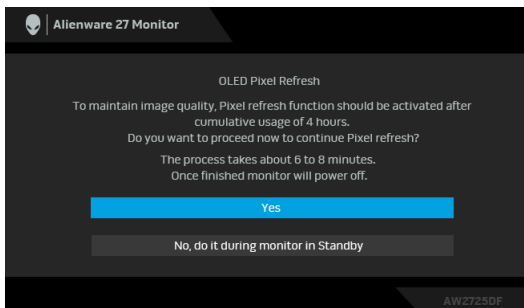 Alienware 27 Monitor
OLED Pixel Refresh
To maintain image quality, Pixel refresh function should be activated after
cumulative usage of 4 hours.
Do you want to proceed now to continue Pixel refresh?
The process takes about 6 to 8 minutes.
Once finished monitor will power off.
Yes
No, do it during monitor in Standby
AW2725DF